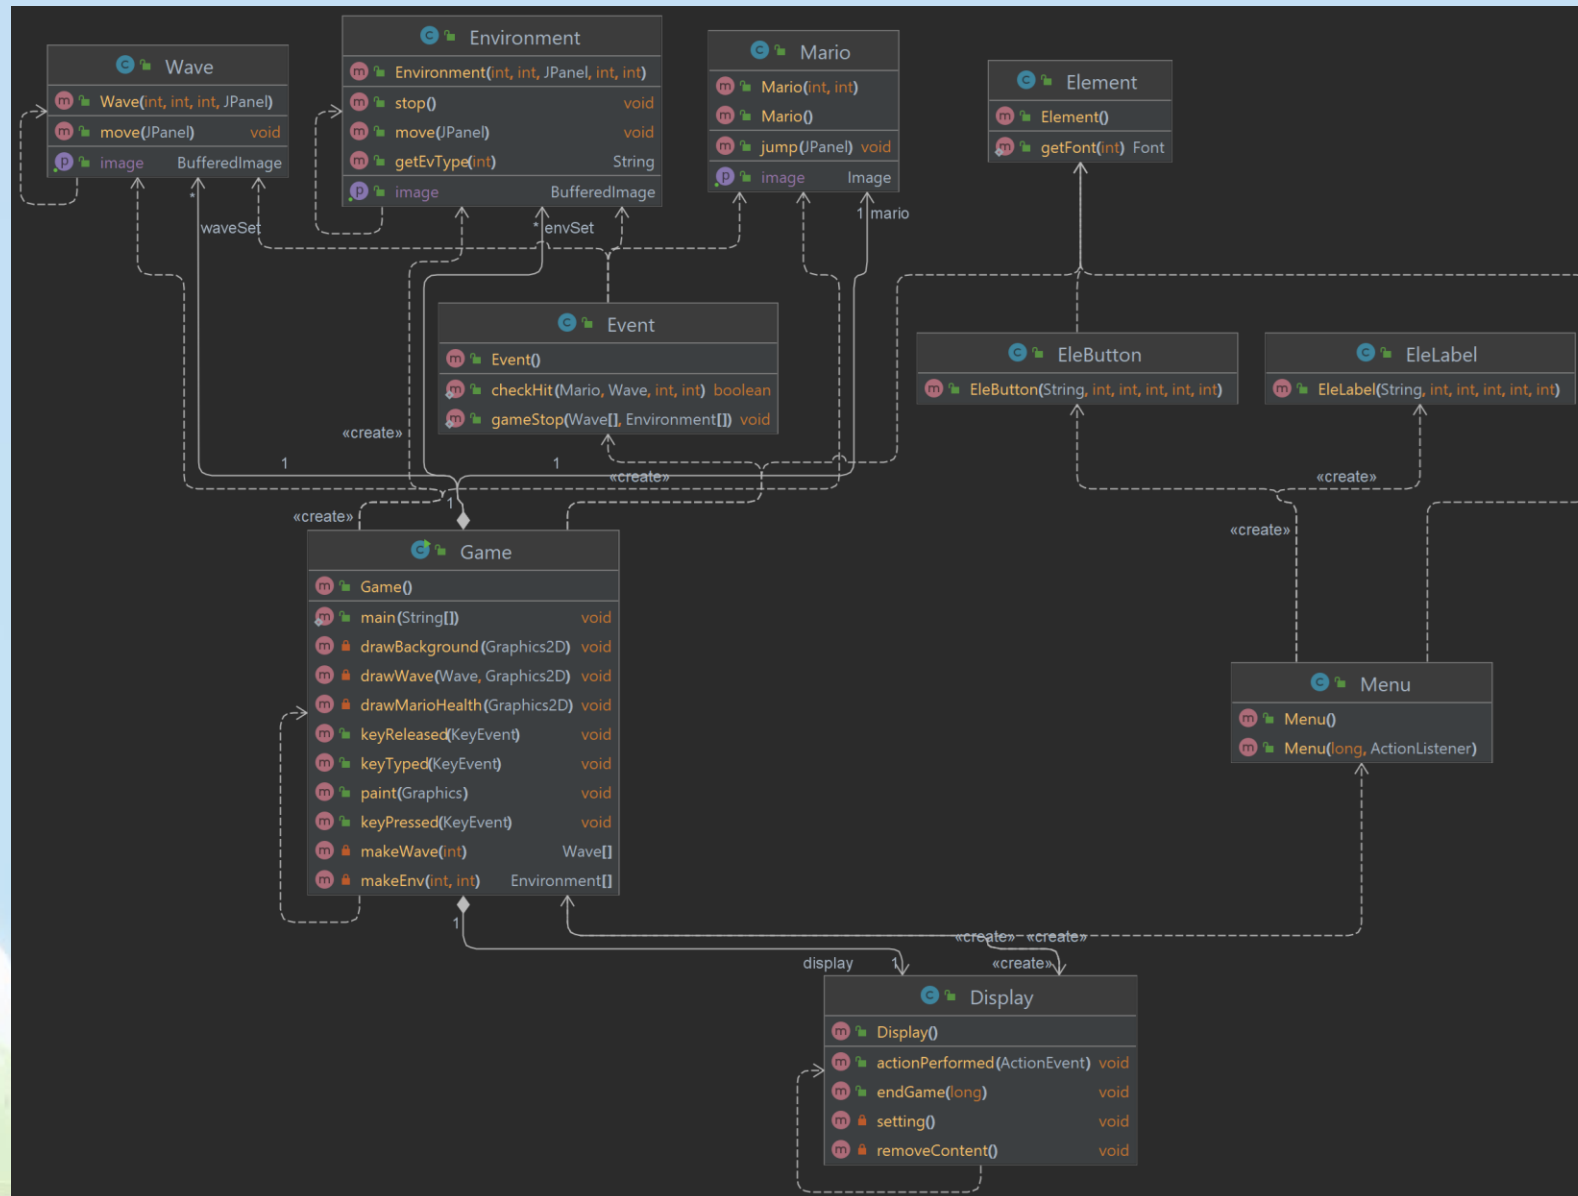 Wave
Wave(int, int, int, JPanel)
move(JPanel) void
image BufferedImage
Environment
Environment(int, int, JPanel, int, int)
stop() void
move(JPanel) void
getEvType(int) String
image BufferedImage
Mario
Mario(int, int)
Mario()
jump(JPanel) void
image Image
Element
Element()
getFont(int) Font
*
waveSet
* envSet
1 mario
Event
Event()
checkHit(Mario, Wave, int, int) boolean
gameStop(Wave[], Environment[]) void
EleButton
EleButton(String, int, int, int, int, int)
EleLabel
EleLabel(String, int, int, int, int, int)
«create»
1
1
«create»
«create»
1
«create»
«create»
Game
Game()
main(String[]) void
drawBackground(Graphics2D) void
drawWave(Wave, Graphics2D) void
drawMarioHealth(Graphics2D) void
keyReleased(KeyEvent) void
keyTyped(KeyEvent) void
paint(Graphics) void
keyPressed(KeyEvent) void
makeWave(int) Wave[]
makeEnv(int, int) Environment[]
Menu
Menu()
Menu(long, ActionListener)
1
«create» «create»
display 1 «create»
Display
Display()
actionPerformed(ActionEvent) void
endGame(long) void
setting() void
removeContent() void